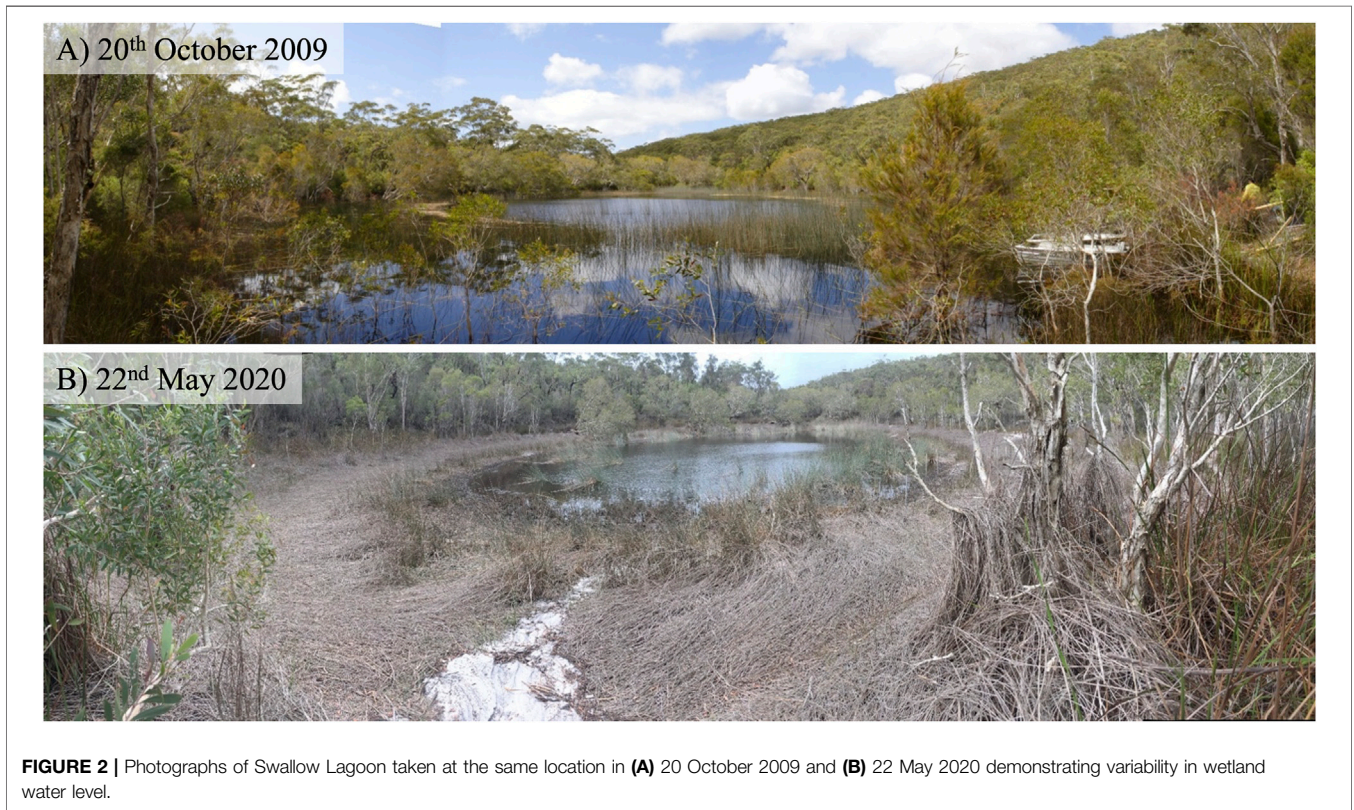 A) 20th October 2009
B) 22nd May 2020
FIGURE 2 | Photographs of Swallow Lagoon taken at the same location in (A) 20 October 2009 and (B) 22 May 2020 demonstrating variability in wetland
water level.